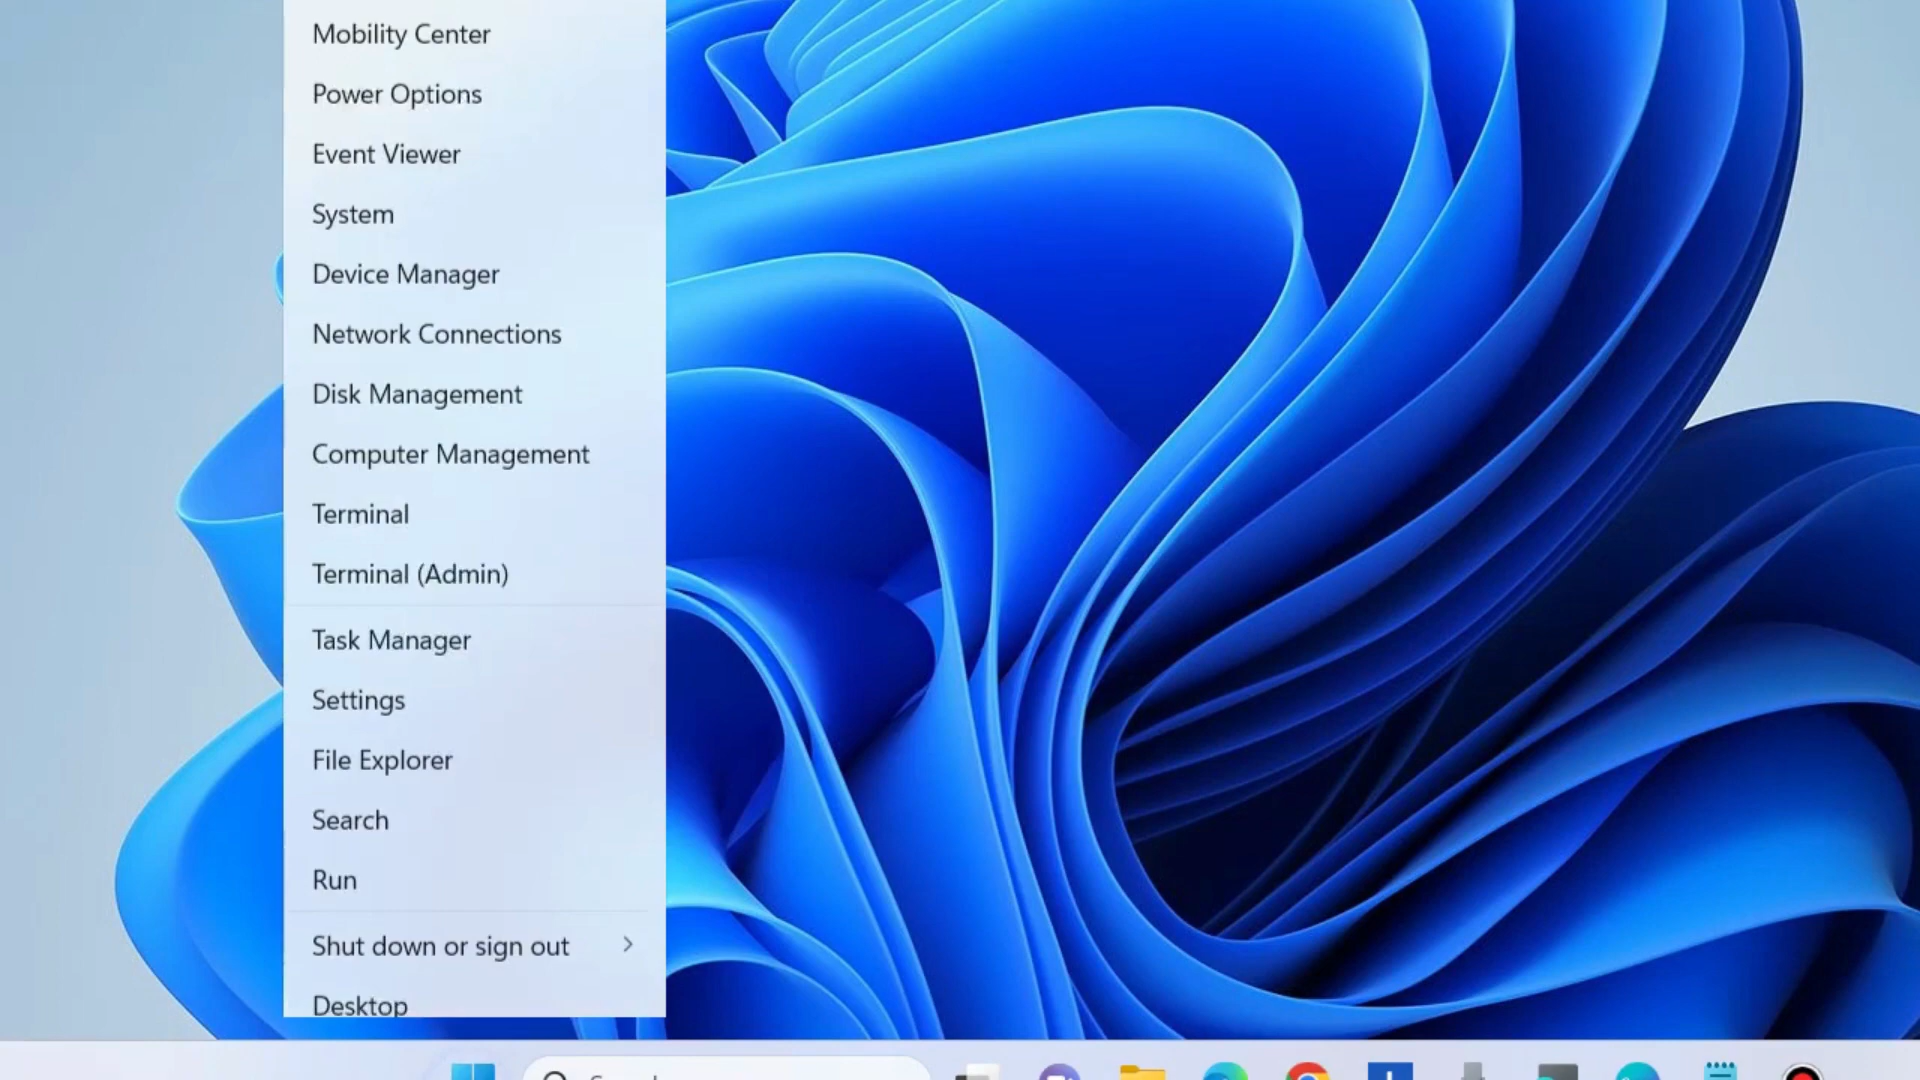 Mobility Center
Power Options
Event Viewer
System
Device Manager
Network Connections
Disk Management
Computer Management
Terminal
Terminal (Admin)
Task Manager
Settings
File Explorer
Search
Run
Shut down or sign out
Desktop